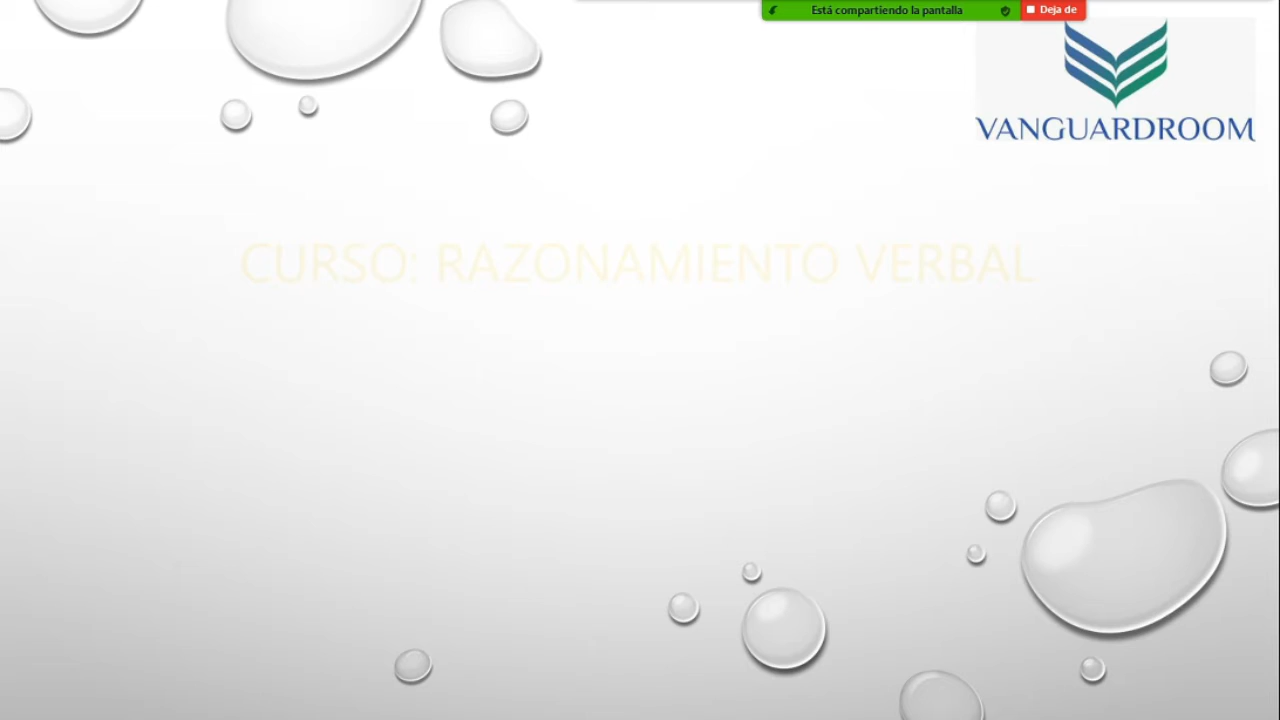 Está compartiendo la pantalla
Deja de
VANGUARDROOM
CURSO: RAZONAMIENTO VERBAL